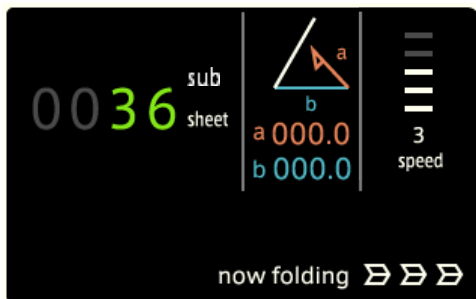 0036
sub
sheet
a
b
a 000.0
b 000.0
3
speed
now folding